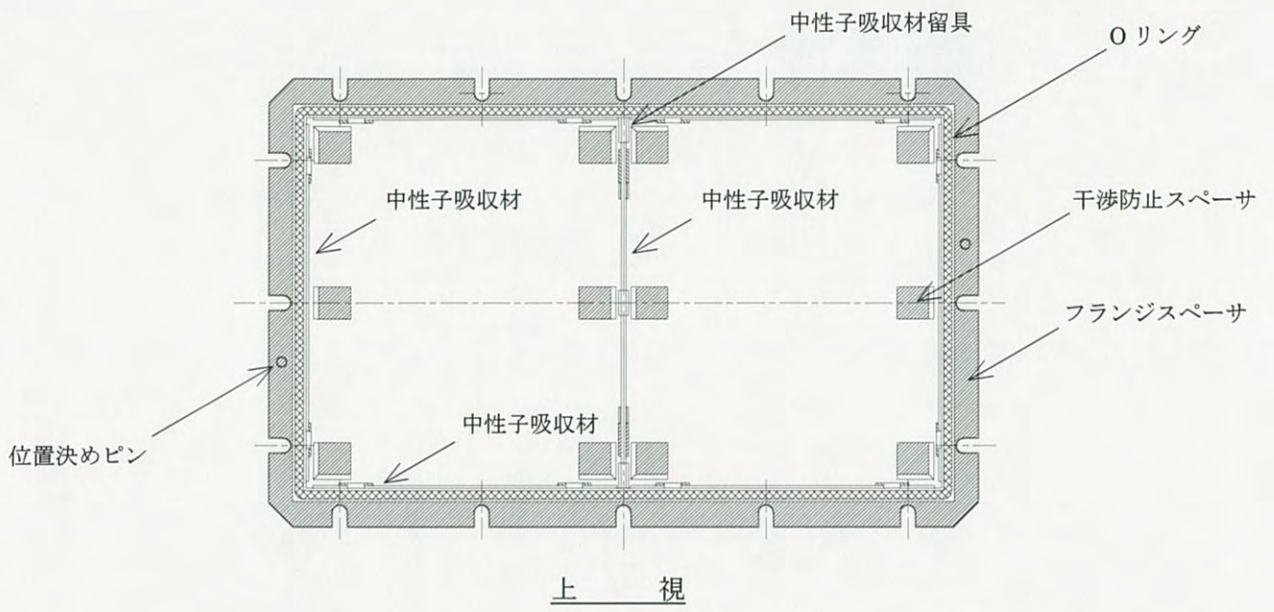 中性子吸収材留具
Oリング
中性子吸収材
中性子吸収材
干渉防止スペーサ
フランジスペーサ
中性子吸収材
位置決めピン
上 視